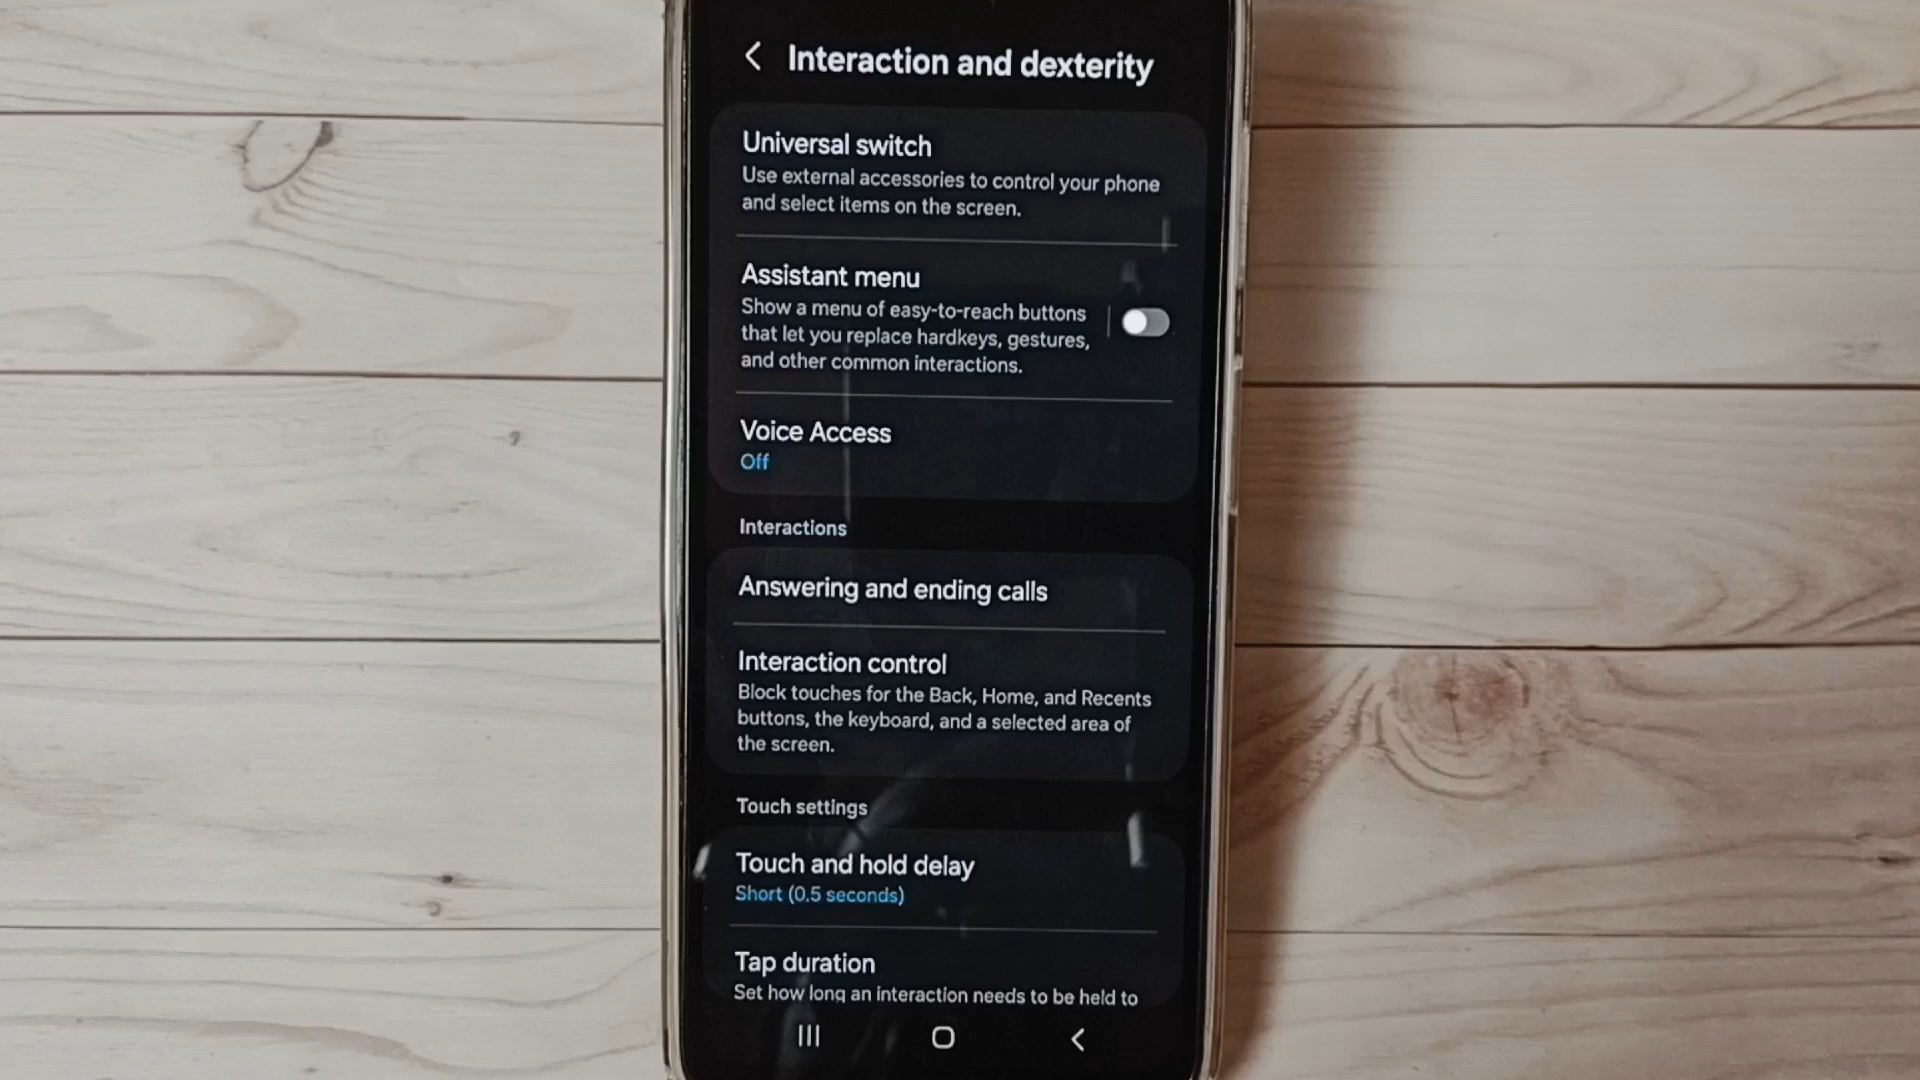 Interaction and dexterity
Universal switch
Use external accessories to control your phone
and select items on the screen.
Assistant menu
Show a menu of easy-to-reach buttons
that let you replace hardkeys, gestures,
and other common interactions.
Voice Access
Off
Interactions
Answering and ending calls
Interaction control
Block touches for the Back, Home, and Recents
buttons, the keyboard, and a selected area of
the screen.
Touch settings
Touch and hold delay
Short (0.5 seconds)
Tap duration
Set how long an interaction needs to be held to